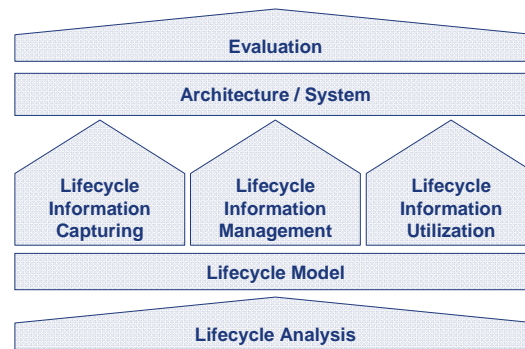 Evaluation
Architecture / System
Lifecycle
Information
Capturing
Lifecycle
Information
Management
Lifecycle
Information
Utilization
Lifecycle Model
Lifecycle Analysis